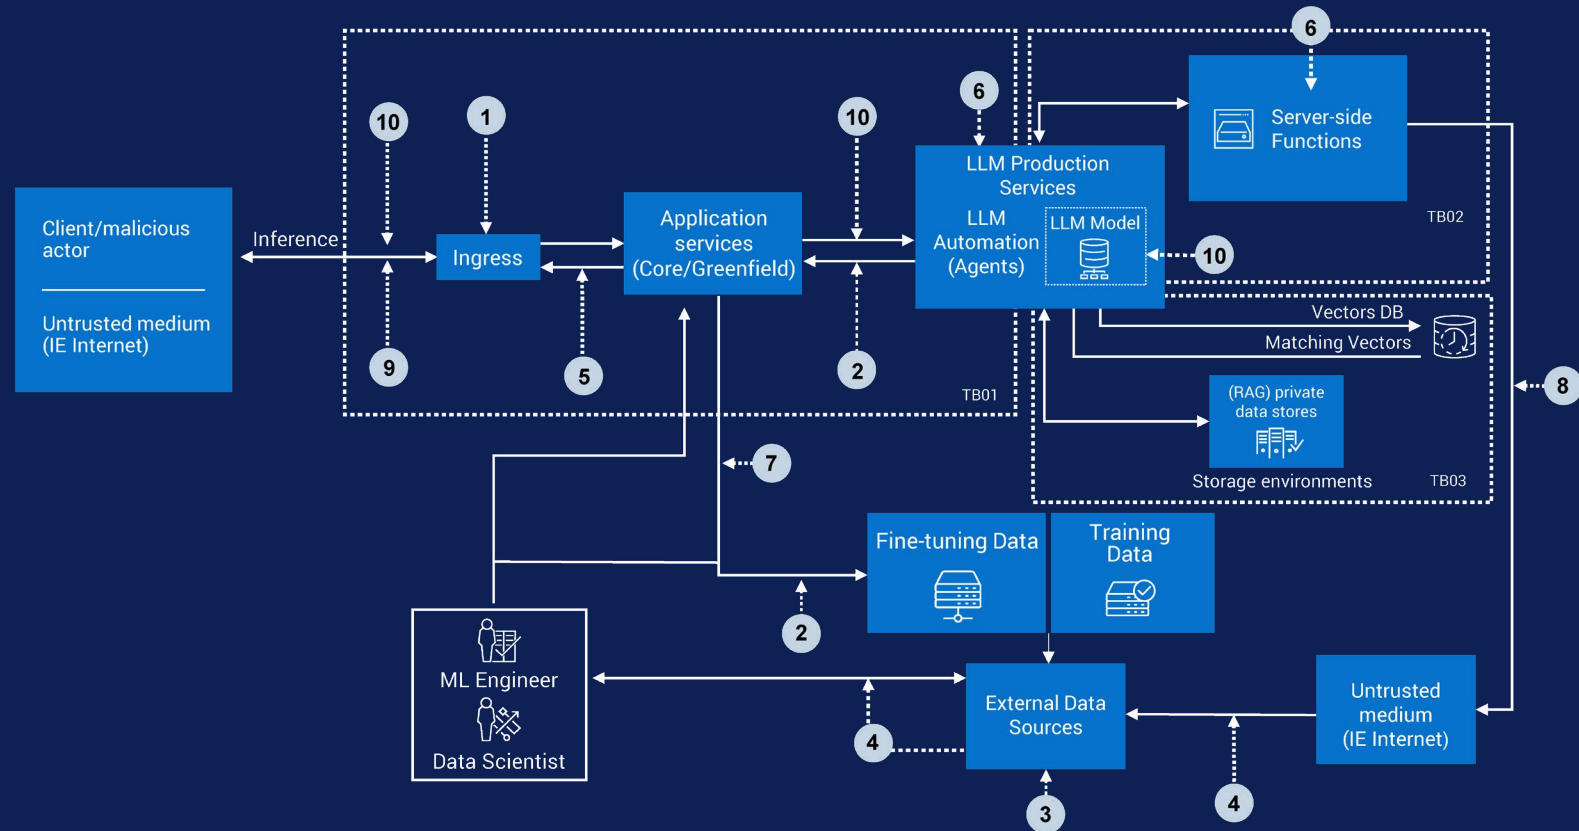 6
1
10
10
6
Server-side
Functions
TB02
LLM Production
Services
LLM
Automation
(Agents)
LLM Model
10
Client/malicious
actor
Untrusted medium
(IE Internet)
Inference
Ingress
Application
services
(Core/Greenfield)
9
5
2
TB01
Vectors DB
Matching Vectors
(RAG) private
data stores
Storage environments
TB03
8
7
Fine-tuning Data
Training
Data
2
ML Engineer
Data Scientist
4
External Data
Sources
3
4
Untrusted
medium
(IE Internet)